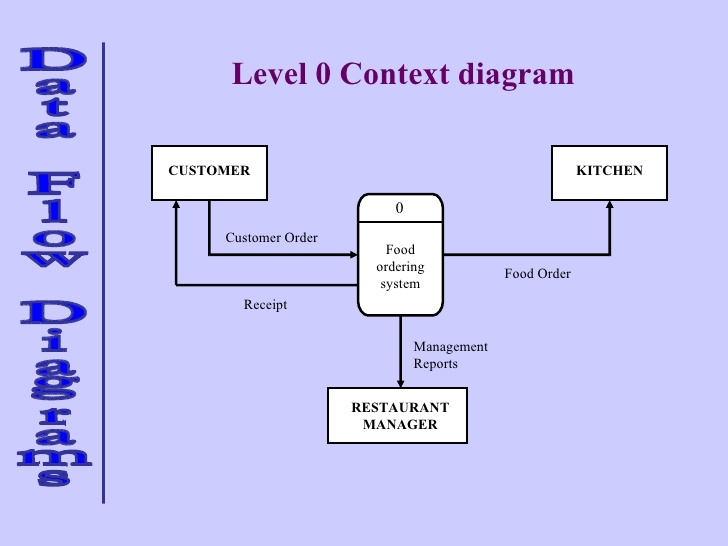 Data Flow Diagrams
Level 0 Context diagram
CUSTOMER
KITCHEN
0
Customer Order
Food
ordering
system
Food Order
Receipt
Management
Reports
RESTAURANT
MANAGER